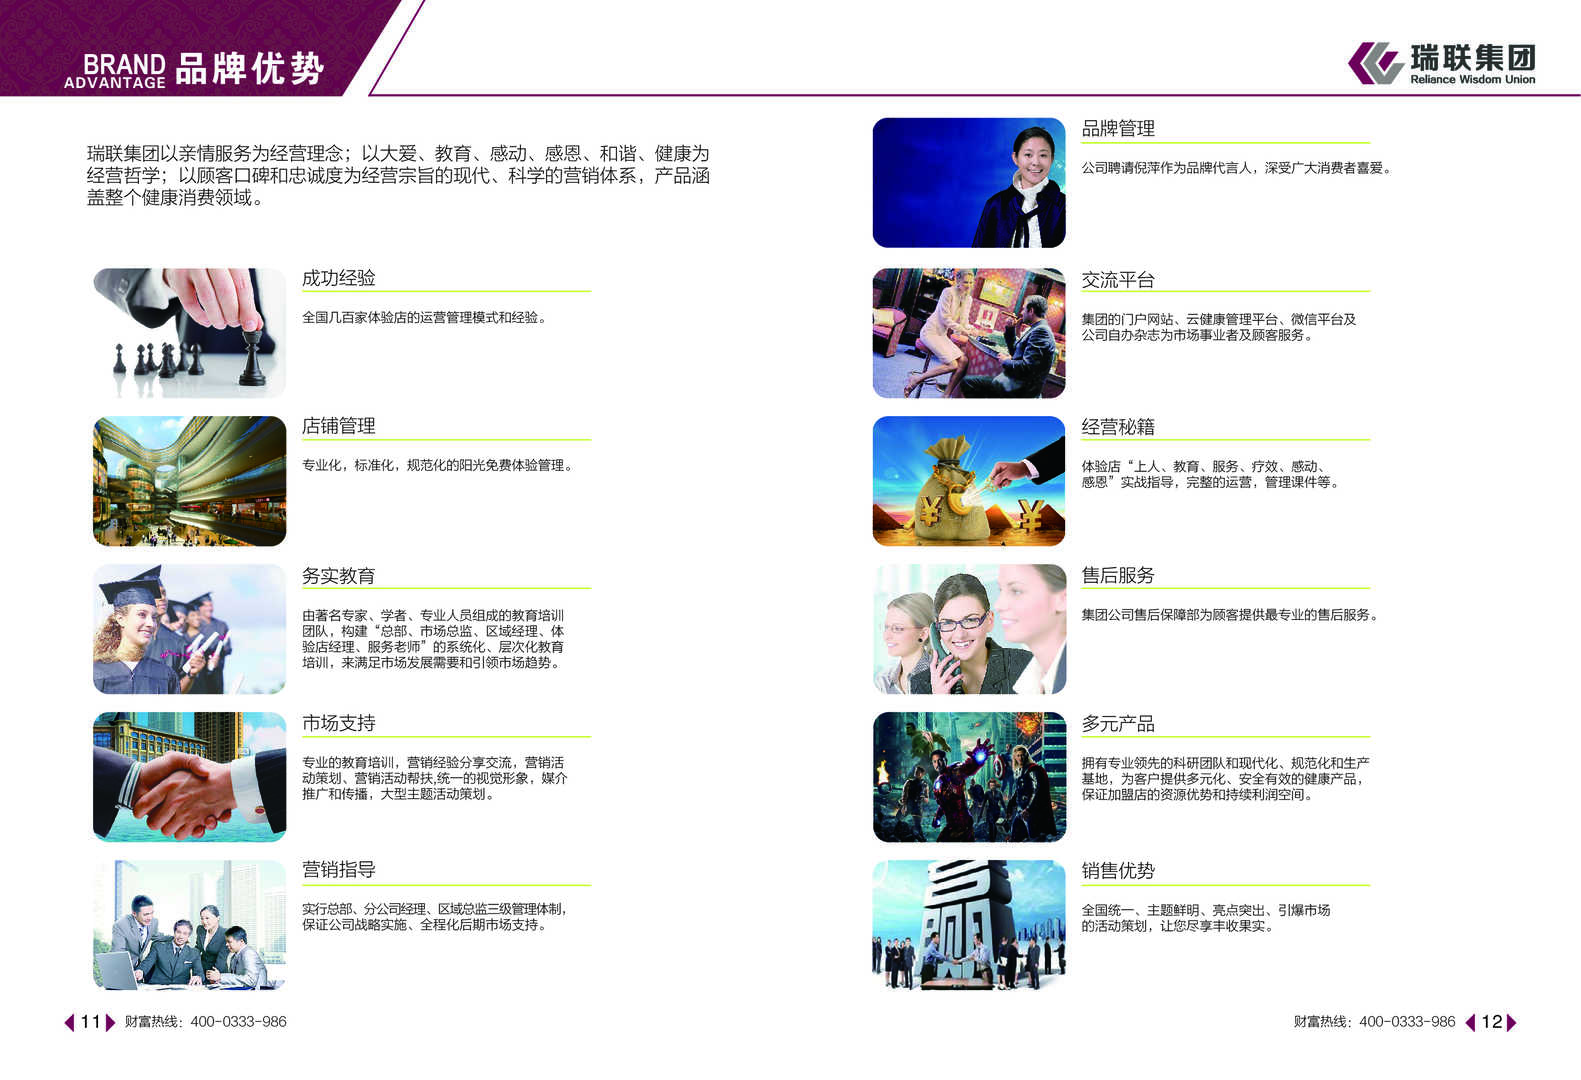 BRAND
ADVANTAGE
品牌优势
瑞联集团
Reliance Wisdom Union
瑞联集团以亲情服务为经营理念；以大爱、教育、感动、感恩、和谐、健康为
经营哲学；以顾客口碑和忠诚度为经营宗旨的现代、科学的营销体系，产品涵
盖整个健康消费领域。
成功经验
全国几百家体验店的运营管理模式和经验。
店铺管理
专业化，标准化，规范化的阳光免费体验管理。
务实教育
由著名专家、学者、专业人员组成的教育培训
团队，构建“总部、市场总监、区域经理、体
验店经理、服务老师”的系统化、层次化教育
培训，来满足市场发展需要和引领市场趋势。
市场支持
专业的教育培训，营销经验分享交流，营销活
动策划、营销活动帮扶,统一的视觉形象，媒介
推广和传播，大型主题活动策划。
营销指导
实行总部、分公司经理、区域总监三级管理体制，
保证公司战略实施、全程化后期市场支持。
11
财富热线：400-0333-986
品牌管理
公司聘请倪萍作为品牌代言人，深受广大消费者喜爱。
交流平台
集团的门户网站、云健康管理平台、微信平台及
公司自办杂志为市场事业者及顾客服务。
经营秘籍
体验店“上人、教育、服务、疗效、感动、
感恩”实战指导，完整的运营，管理课件等。
¥
¥
售后服务
集团公司售后保障部为顾客提供最专业的售后服务。
多元产品
拥有专业领先的科研团队和现代化、规范化和生产
基地，为客户提供多元化、安全有效的健康产品，
保证加盟店的资源优势和持续利润空间。
销售优势
全国统一、主题鲜明、亮点突出、引爆市场
的活动策划，让您尽享丰收果实。
赢
财富热线：400-0333-986
12